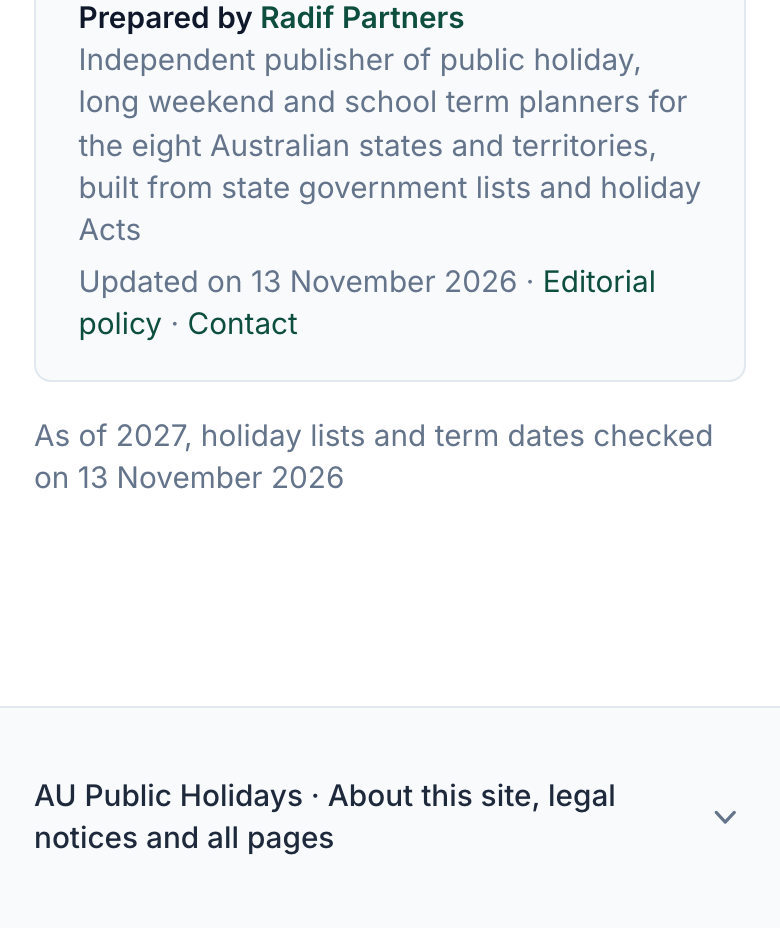 Prepared by Radif Partners
Independent publisher of public holiday,
long weekend and school term planners for
the eight Australian states and territories,
built from state government lists and holiday
Acts
Updated on 13 November 2026 · Editorial
policy · Contact
As of 2027, holiday lists and term dates checked
on 13 November 2026
AU Public Holidays · About this site, legal
notices and all pages